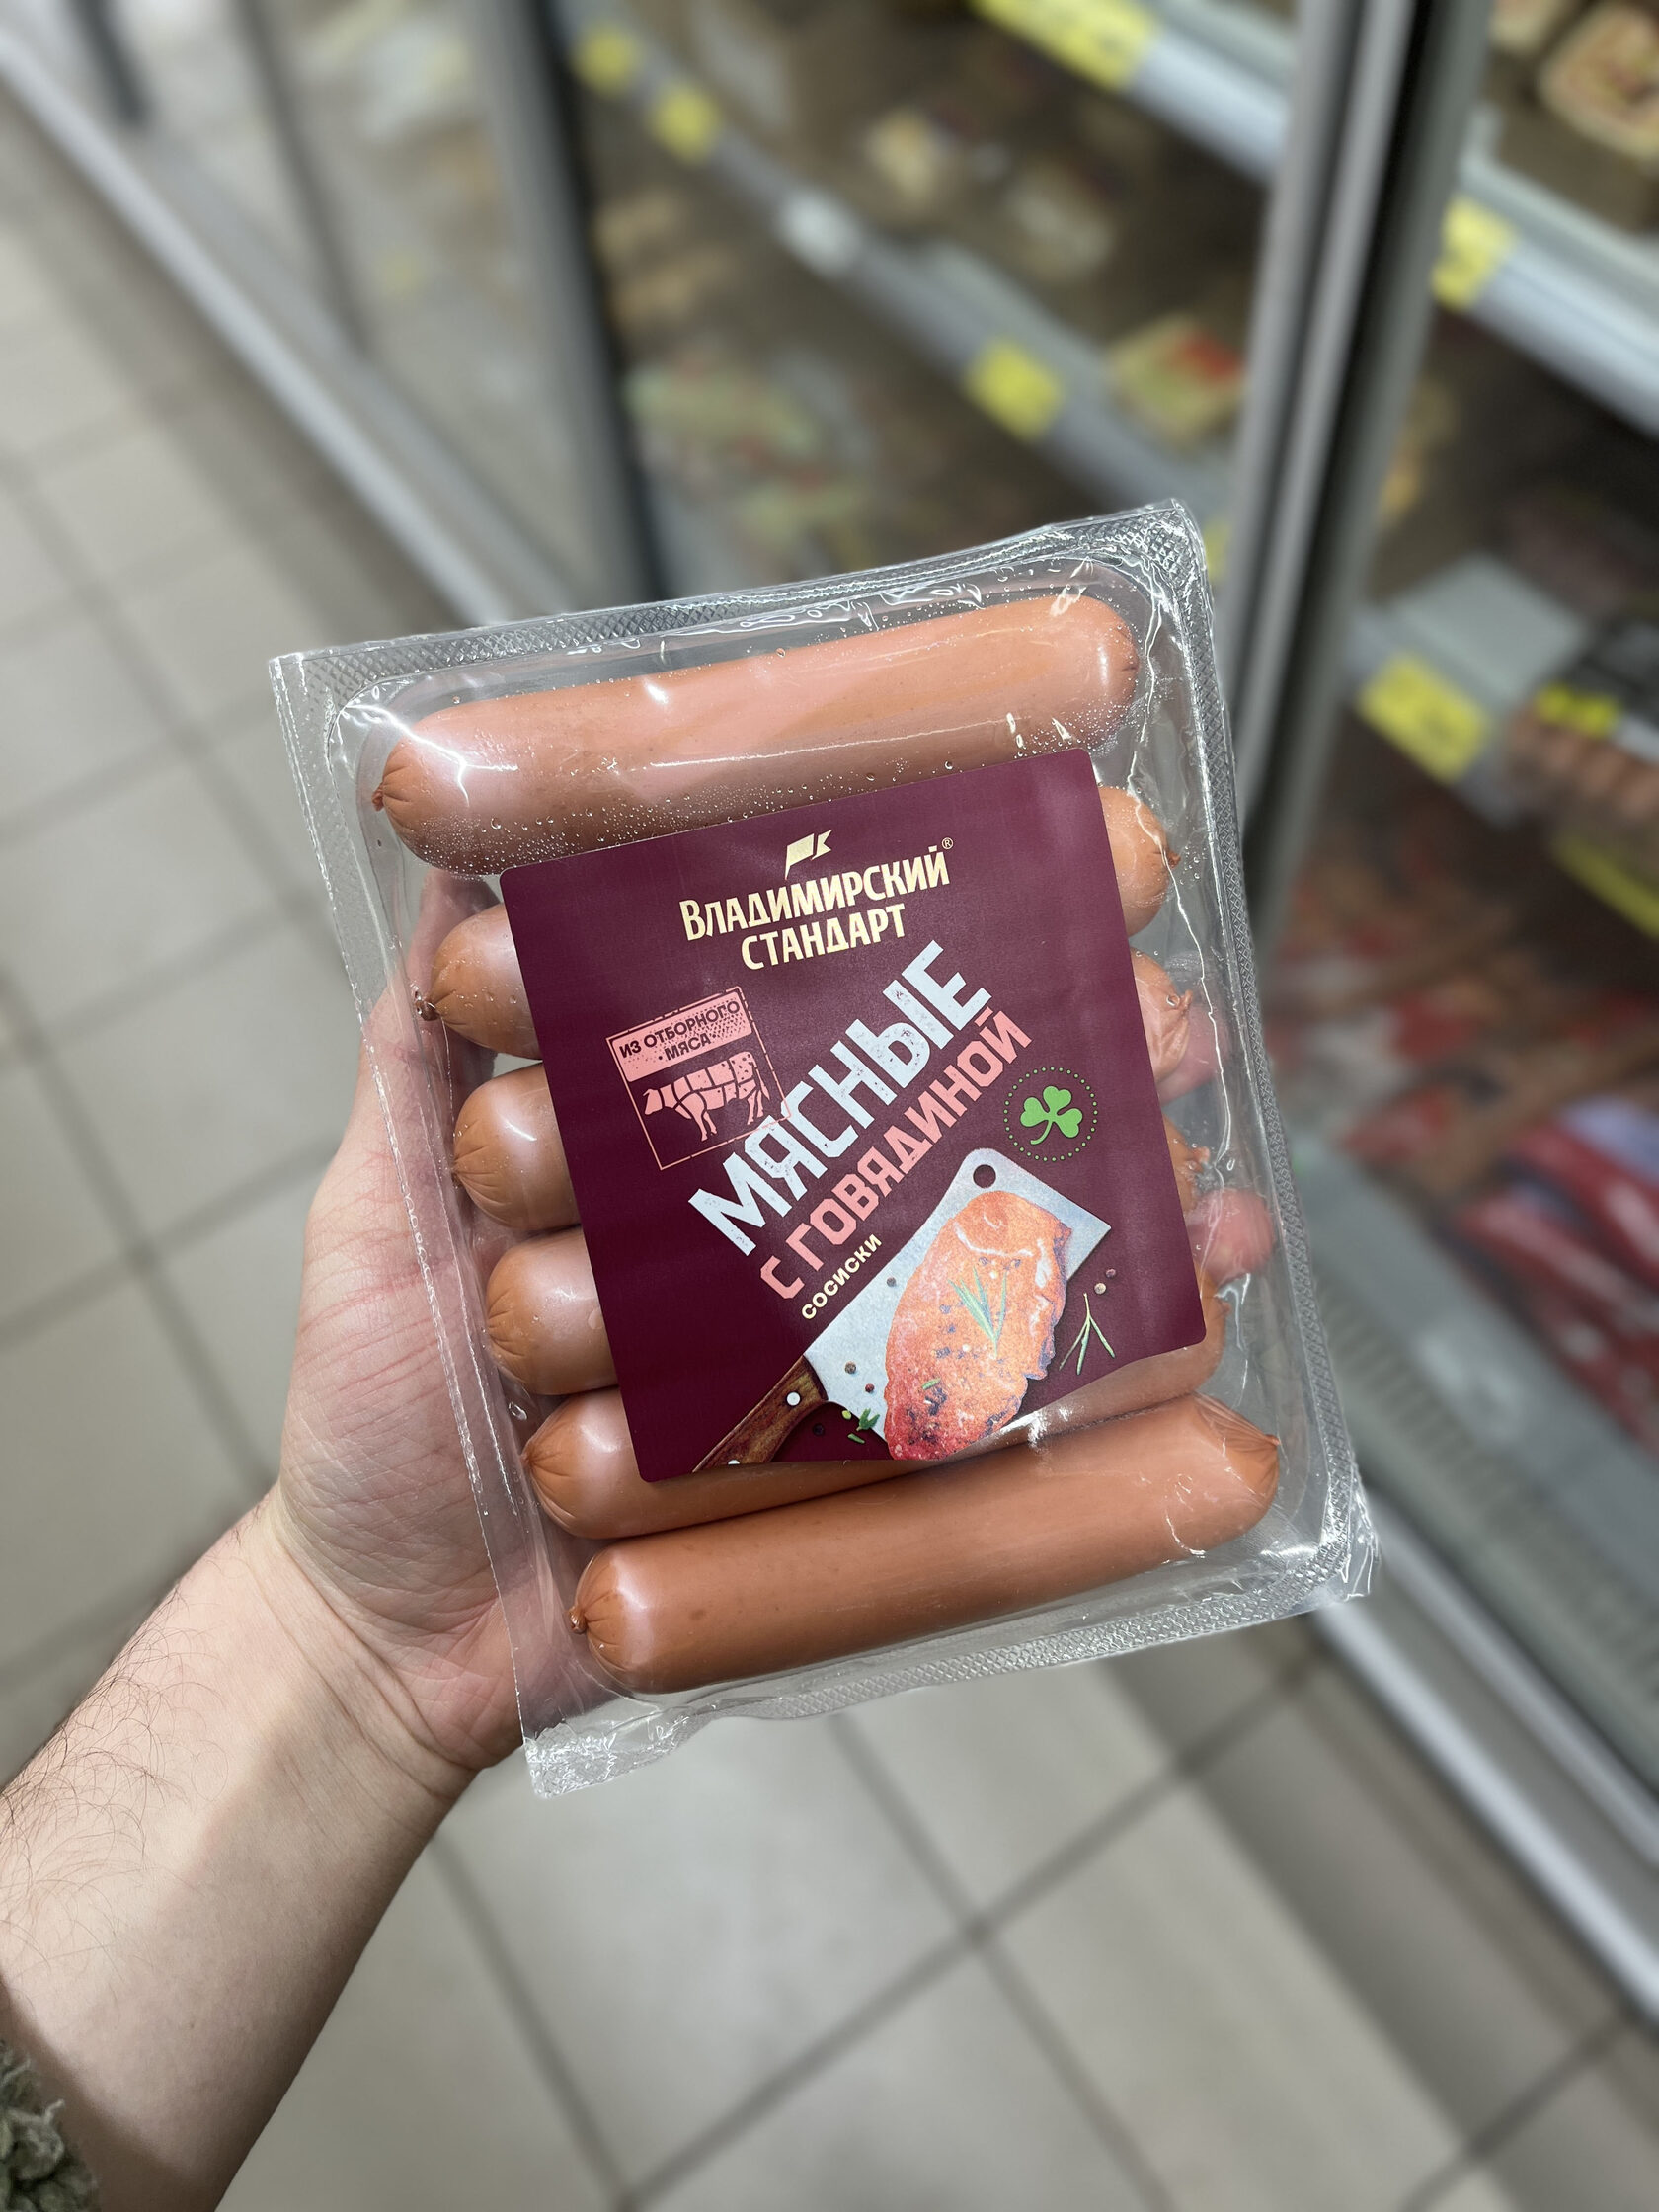 ВЛАДИМИРСКИЙ®
СТАНДАРТ
ИЗ ОТБОРНОГО
•МЯСА•
МЯСНЫЕ
С ГОВЯДИНОЙ
СОСИСКИ